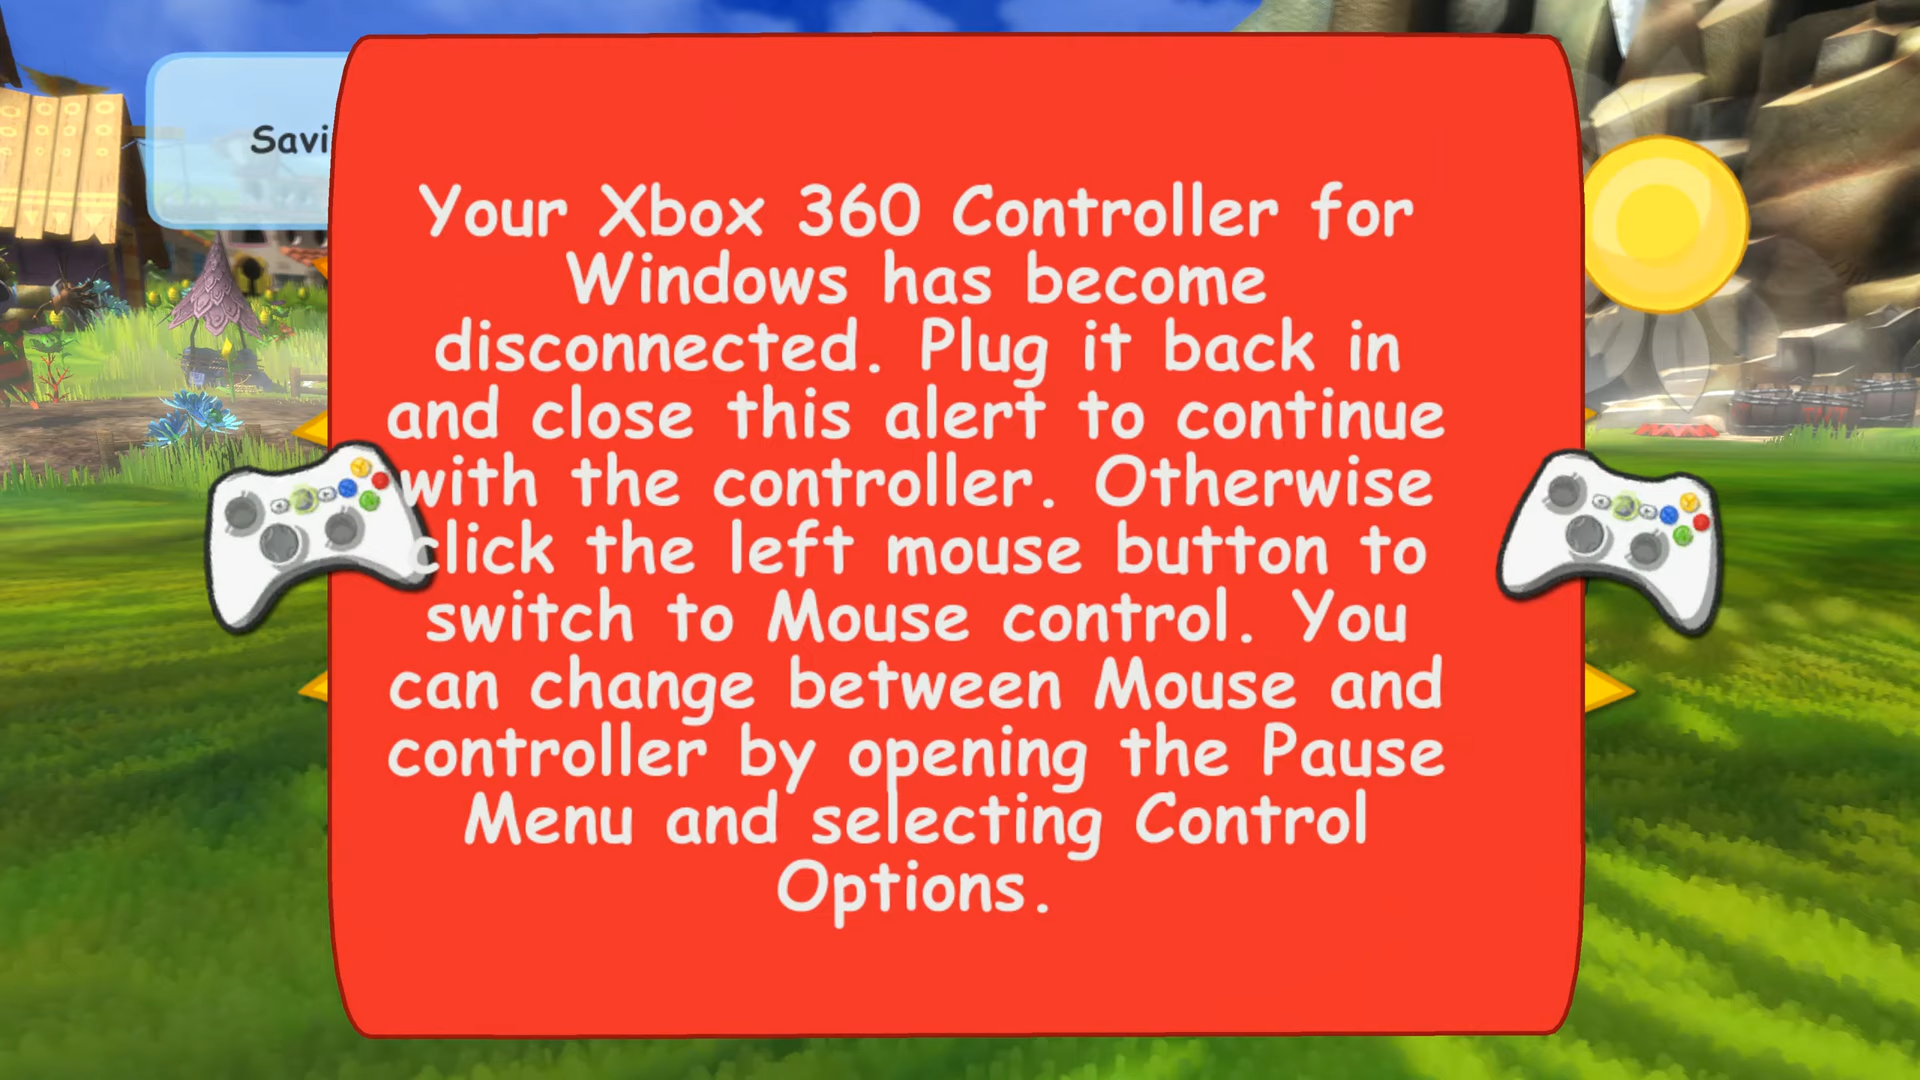 Savi
Your Xbox 360 Controller for
Windows has become
disconnected. Plug it back in
and close this alert to continue
with the controller. Otherwise
click the left mouse button to
switch to Mouse control. You
can change between Mouse and
controller by opening the Pause
Menu and selecting Control
Options.